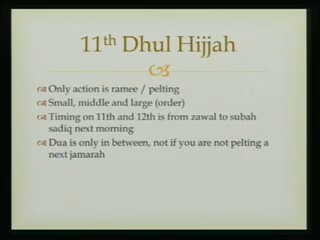 11th Dhul Hijjah
Only action is ramee / pelting
Small, middle and large (order)
Timing on 11th and 12th is from zawal to subah
sadiq next morning
Dua is only in between, not if you are not pelting a
next jamarah